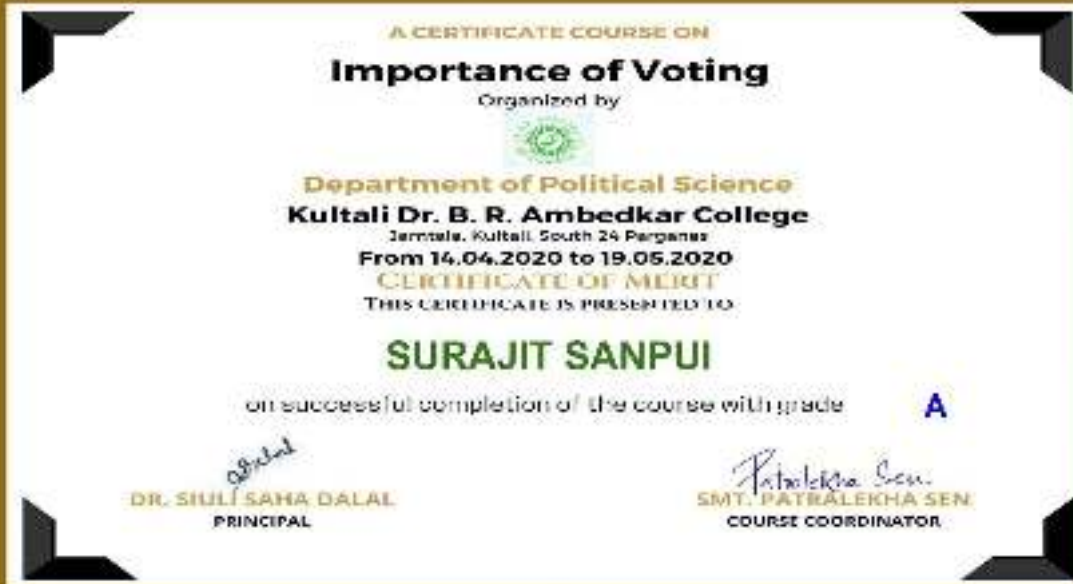 A CERTIFICATE COURSE ON
Importance of Voting
Organized by
Department of Political Science
Kultali Dr. B. R. Ambedkar College
Jamtala, Kultali, South 24 Parganas
From 14.04.2020 to 19.05.2020
CERTIFICATE OF MERIT
THIS CERTIFICATE IS PRESENTED TO
SURAJIT SANPUI
on successful completion of the course with grade A
Patralekha Sen.
DR. SIULI SAHA DALAL
SMT. PATRALEKHA SEN
PRINCIPAL
COURSE COORDINATOR